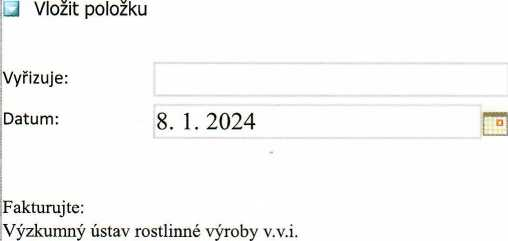 Vložit položku
Vyřizuje:
Datum: 8. 1. 2024
Fakturujte:
Výzkumný ústav rostlinné výroby v.v.i.